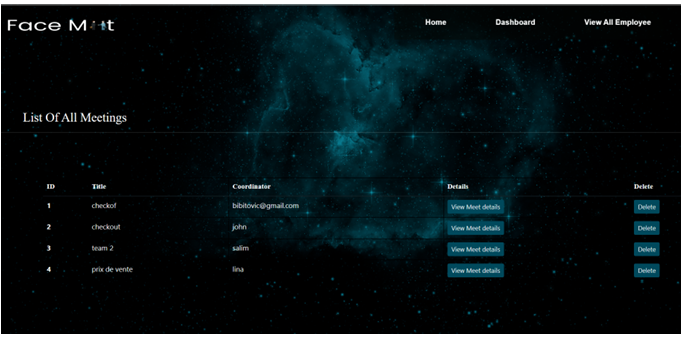 Face M t Home Dashboard View All Employee
List Of All Meetings
ID Title Coordinator Details Delete
1 checkof bibitovic@gmail.com View Meet details Delete
2 checkout john View Meet details Delete
3 team 2 salim View Meet details Delete
4 prix de vente lina View Meet details Delete